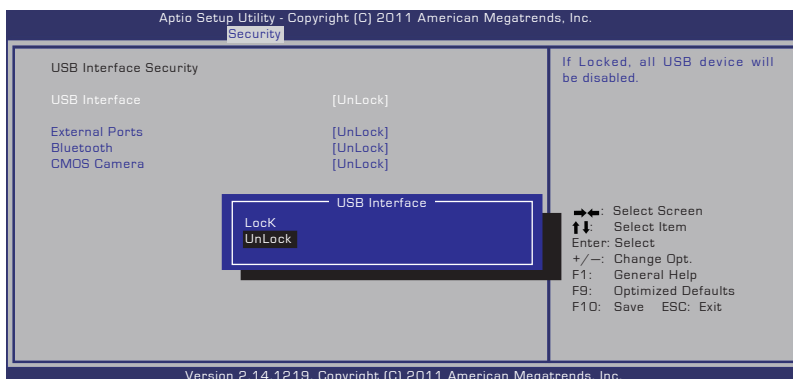 Aptio Setup Utility - Copyright (C) 2011 American Megatrends, Inc.
Security
USB Interface Security
USB Interface [UnLock]
External Ports [UnLock]
Bluetooth [UnLock]
CMOS Camera [UnLock]
If Locked, all USB device will
be disabled.
USB Interface
LocK
UnLock
→←: Select Screen
↑↓: Select Item
Enter: Select
+/—: Change Opt.
F1: General Help
F9: Optimized Defaults
F10: Save ESC: Exit
Version 2.14.1219. Copyright (C) 2011 American Megatrends, Inc.